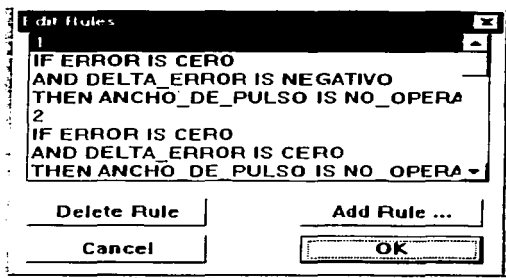 Edit Rules
1
IF ERROR IS CERO
AND DELTA_ERROR IS NEGATIVO
THEN ANCHO_DE_PULSO IS NO_OPERA
2
IF ERROR IS CERO
AND DELTA_ERROR IS CERO
THEN ANCHO_DE_PULSO IS NO_OPERA
Delete Rule Add Rule ...
Cancel OK